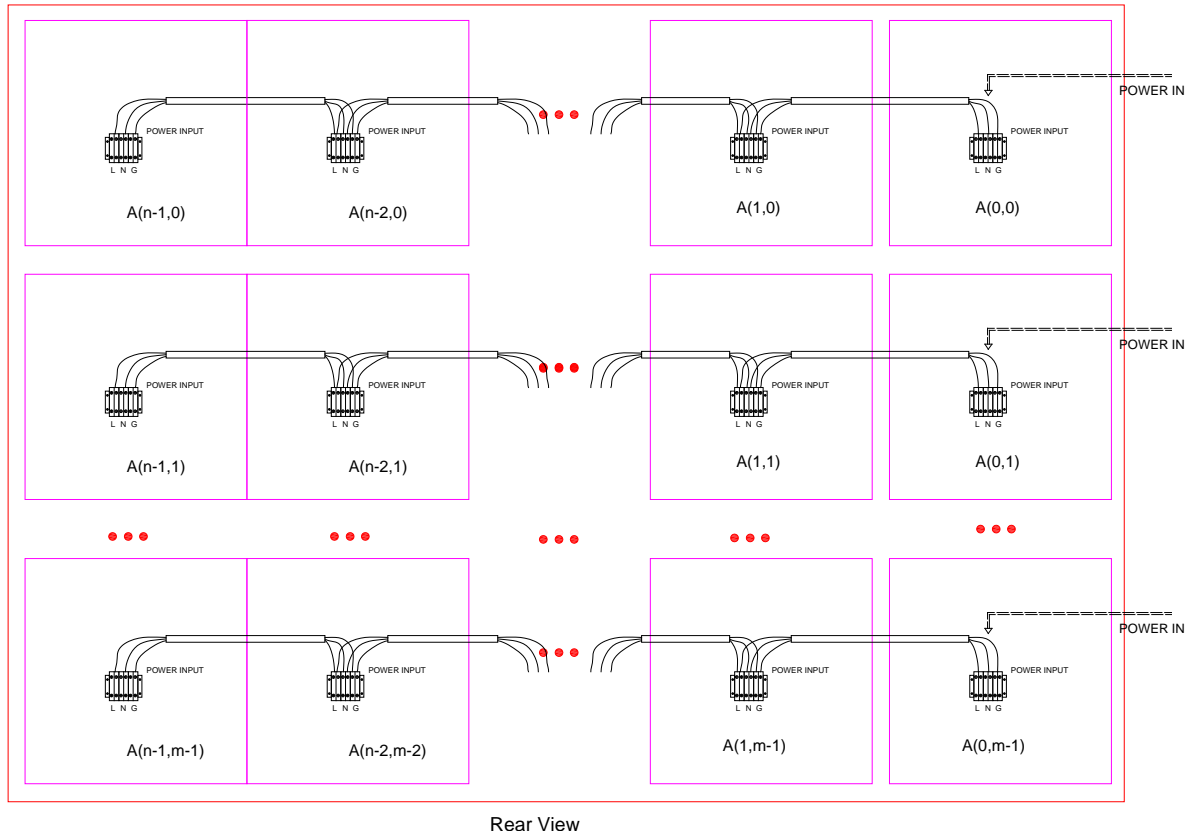 POWER IN
POWER INPUT POWER INPUT POWER INPUT POWER INPUT
L N G L N G L N G L N G
A(n-1,0) A(n-2,0) A(1,0) A(0,0)
POWER IN
POWER INPUT POWER INPUT POWER INPUT POWER INPUT
L N G L N G L N G L N G
A(n-1,1) A(n-2,1) A(1,1) A(0,1)
POWER IN
POWER INPUT POWER INPUT POWER INPUT POWER INPUT
L N G L N G L N G L N G
A(n-1,m-1) A(n-2,m-2) A(1,m-1) A(0,m-1)
Rear View